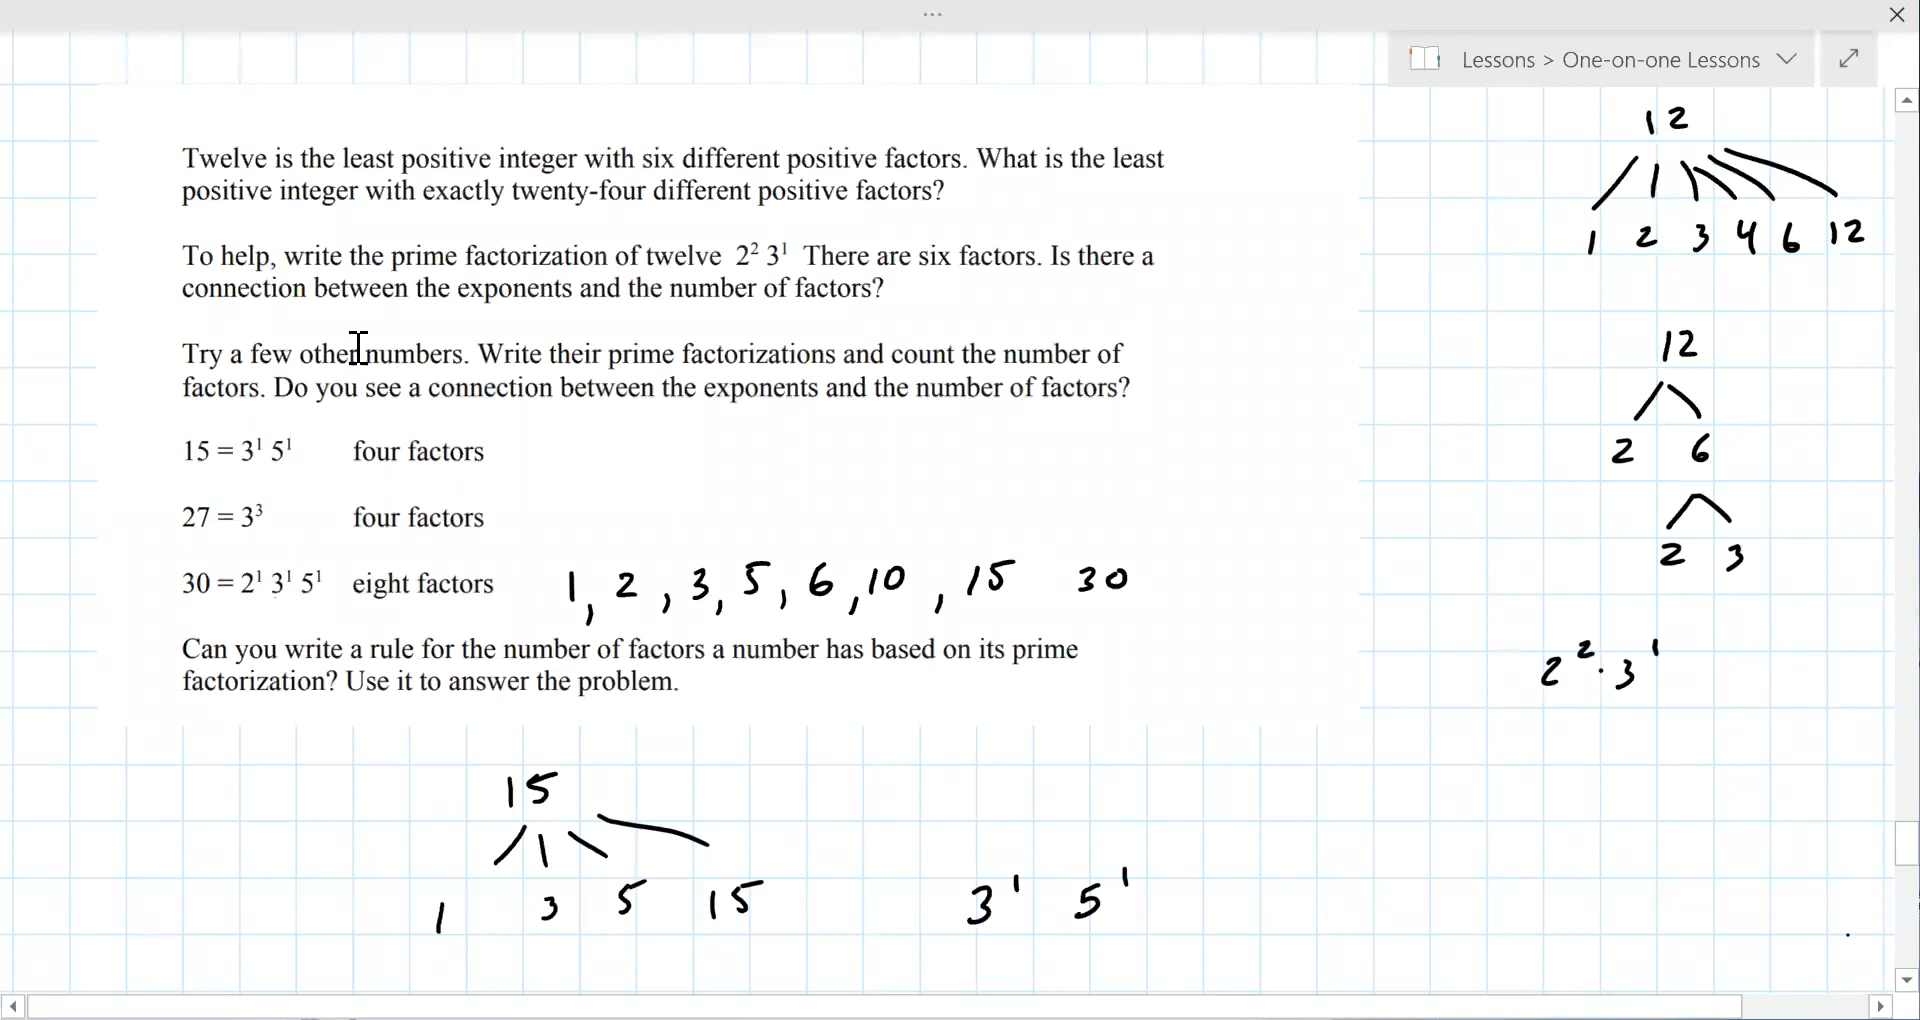 ...
Lessons > One-on-one Lessons
Twelve is the least positive integer with six different positive factors. What is the least
positive integer with exactly twenty-four different positive factors?
To help, write the prime factorization of twelve 2² 3¹ There are six factors. Is there a
connection between the exponents and the number of factors?
Try a few other numbers. Write their prime factorizations and count the number of
factors. Do you see a connection between the exponents and the number of factors?
15 = 3¹ 5¹ four factors
27 = 3³ four factors
30 = 2¹ 3¹ 5¹ eight factors 1, 2, 3, 5, 6, 10, 15 30
Can you write a rule for the number of factors a number has based on its prime
factorization? Use it to answer the problem.
15
1 3 5 15
3¹ 5¹
12
1 2 3 4 6 12
12
2 6
2 3
2² · 3¹